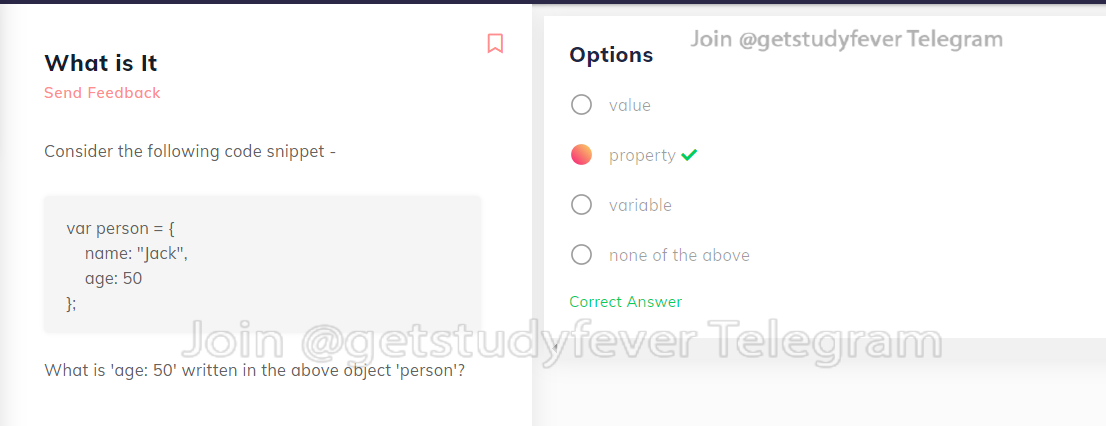 What is It
Send Feedback
Consider the following code snippet -
var person = {
name: "Jack",
age: 50
};
What is 'age: 50' written in the above object 'person'?
Join @getstudyfever Telegram
Options
value
property
variable
none of the above
Correct Answer
Join @getstudyfever Telegram